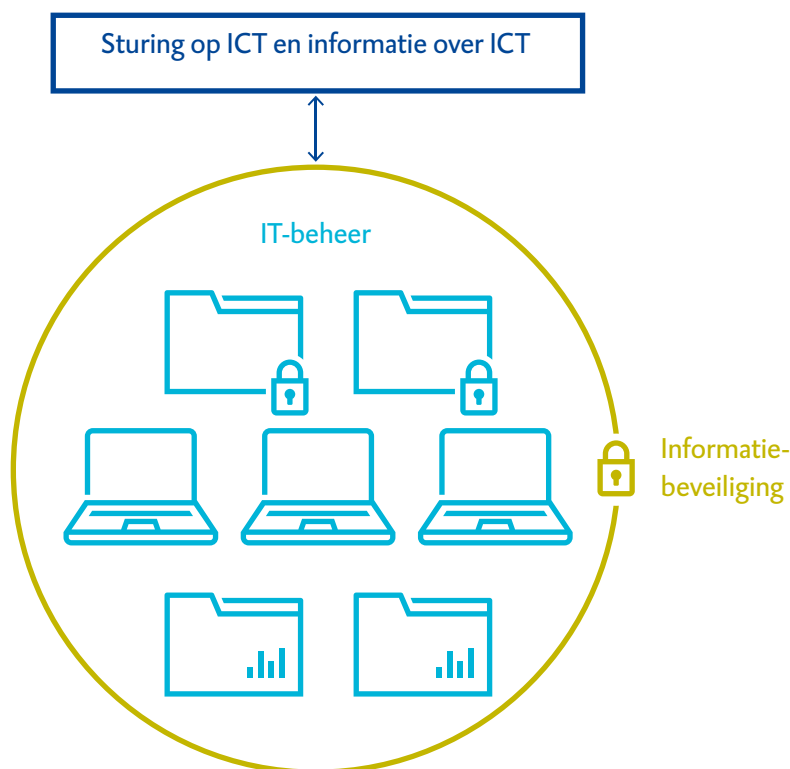 Sturing op ICT en informatie over ICT
IT-beheer
Informatie-
beveiliging